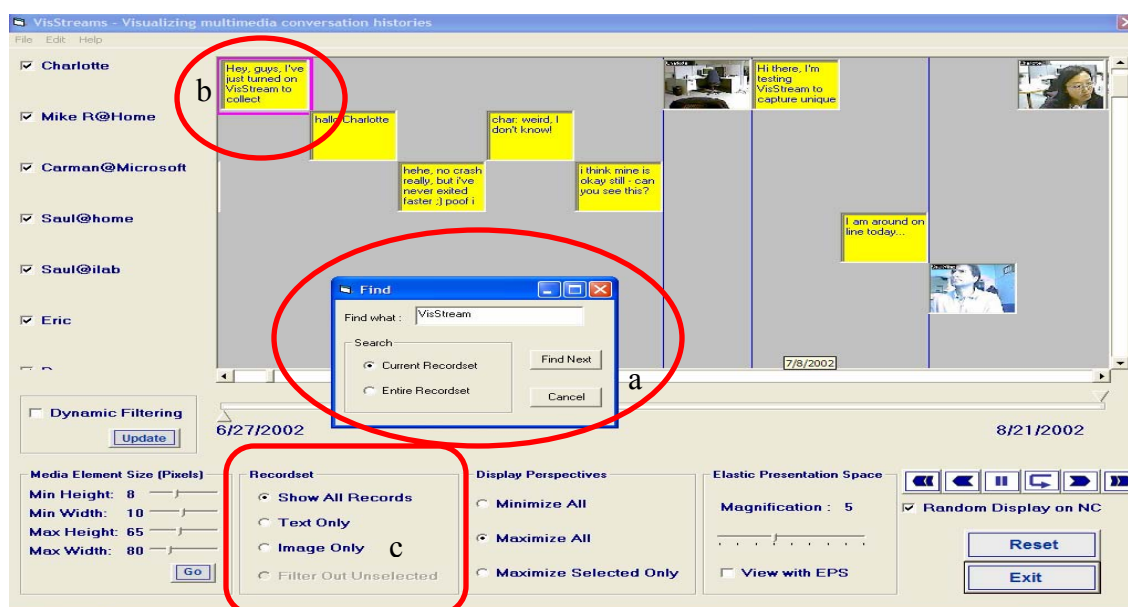 VisStreams - Visualizing multimedia conversation histories
File Edit Help
Charlotte
Mike R@Home
Carman@Microsoft
Saul@home
Saul@ilab
Eric
b
Hey, guys, I've
just turned on
VisStream to
collect
hallo Charlotte
hehe, no crash
really, but i've
never exited
faster ;) poof i
char: weird, I
don't know!
i think mine is
okay still - can
you see this?
Hi there, I'm
testing
VisStream to
capture unique
I am around on
line today...
Find
Find what :
VisStream
Search
Current Recordset
Entire Recordset
Find Next
Cancel
a
7/8/2002
Dynamic Filtering
Update
6/27/2002
8/21/2002
Media Element Size (Pixels)
Min Height: 8
Min Width: 10
Max Height: 65
Max Width: 80
Go
Recordset
Show All Records
Text Only
Image Only
Filter Out Unselected
c
Display Perspectives
Minimize All
Maximize All
Maximize Selected Only
Elastic Presentation Space
Magnification : 5
View with EPS
Random Display on NC
Reset
Exit